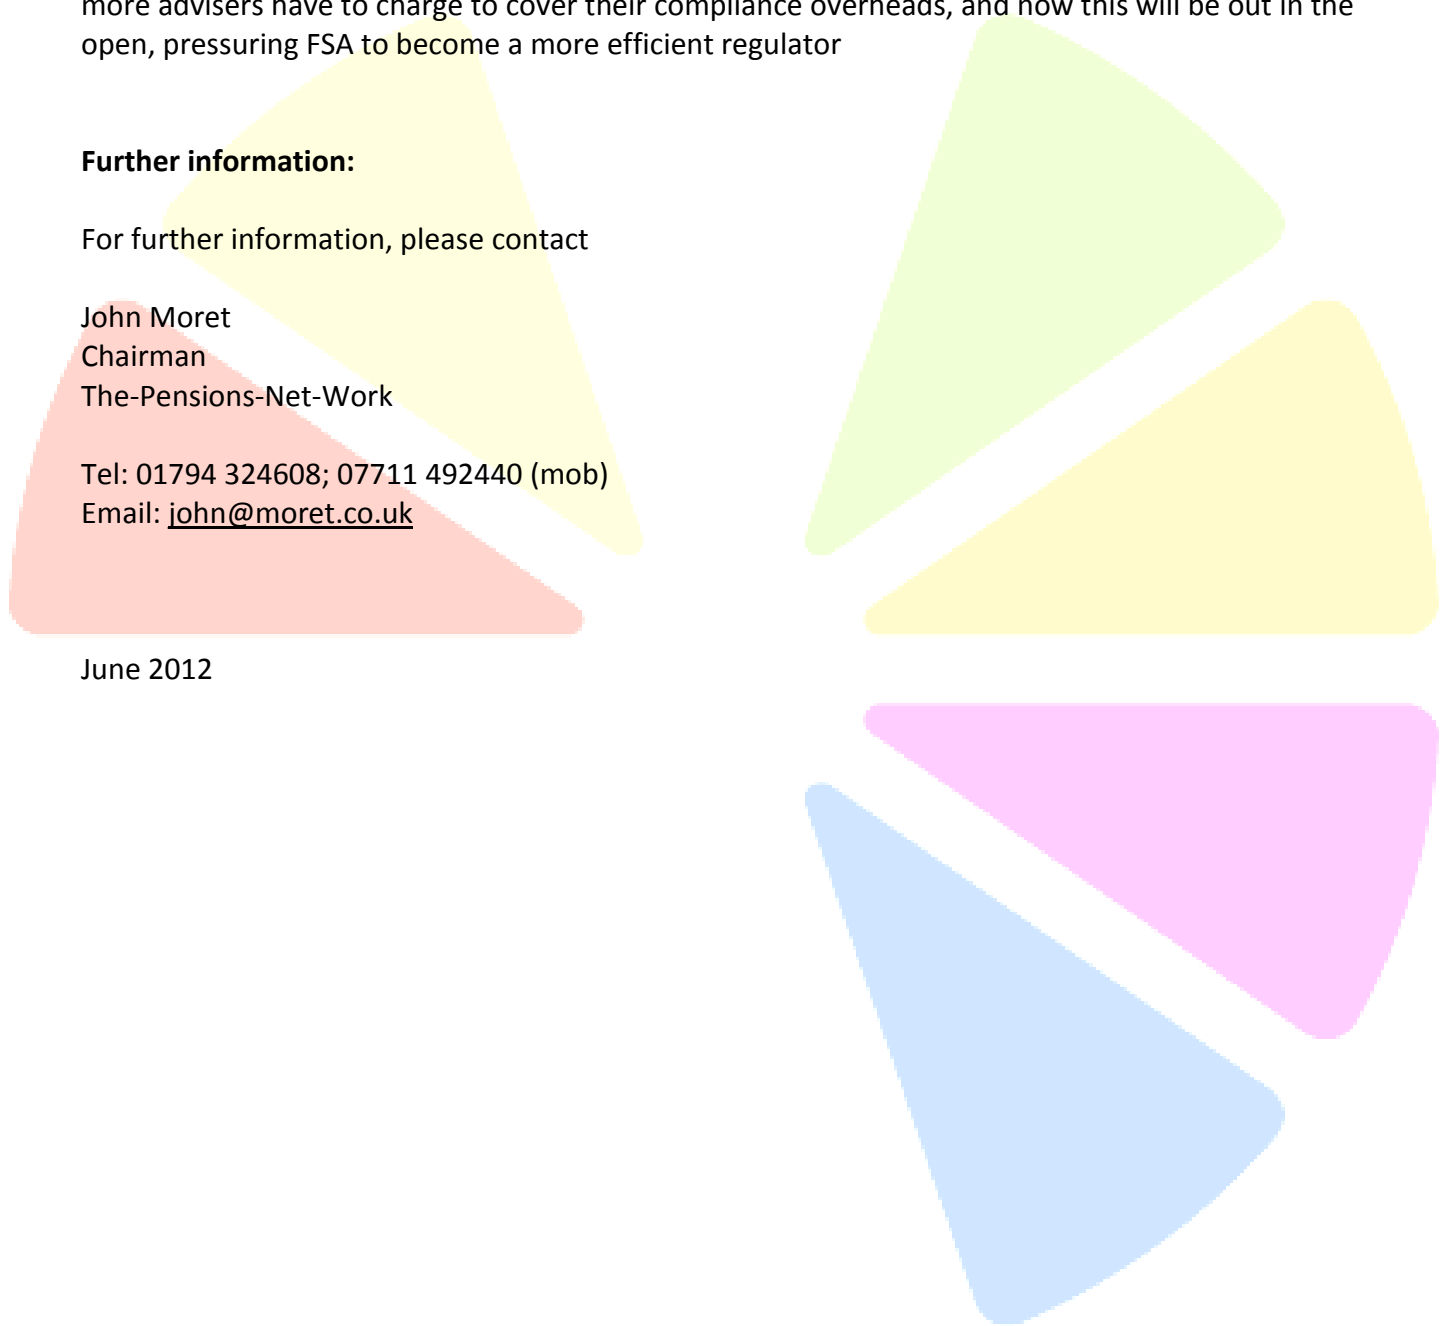 more advisers have to charge to cover their compliance overheads, and now this will be out in the
open, pressuring FSA to become a more efficient regulator
Further information:
For further information, please contact
John Moret
Chairman
The-Pensions-Net-Work
Tel: 01794 324608; 07711 492440 (mob)
Email: john@moret.co.uk
June 2012